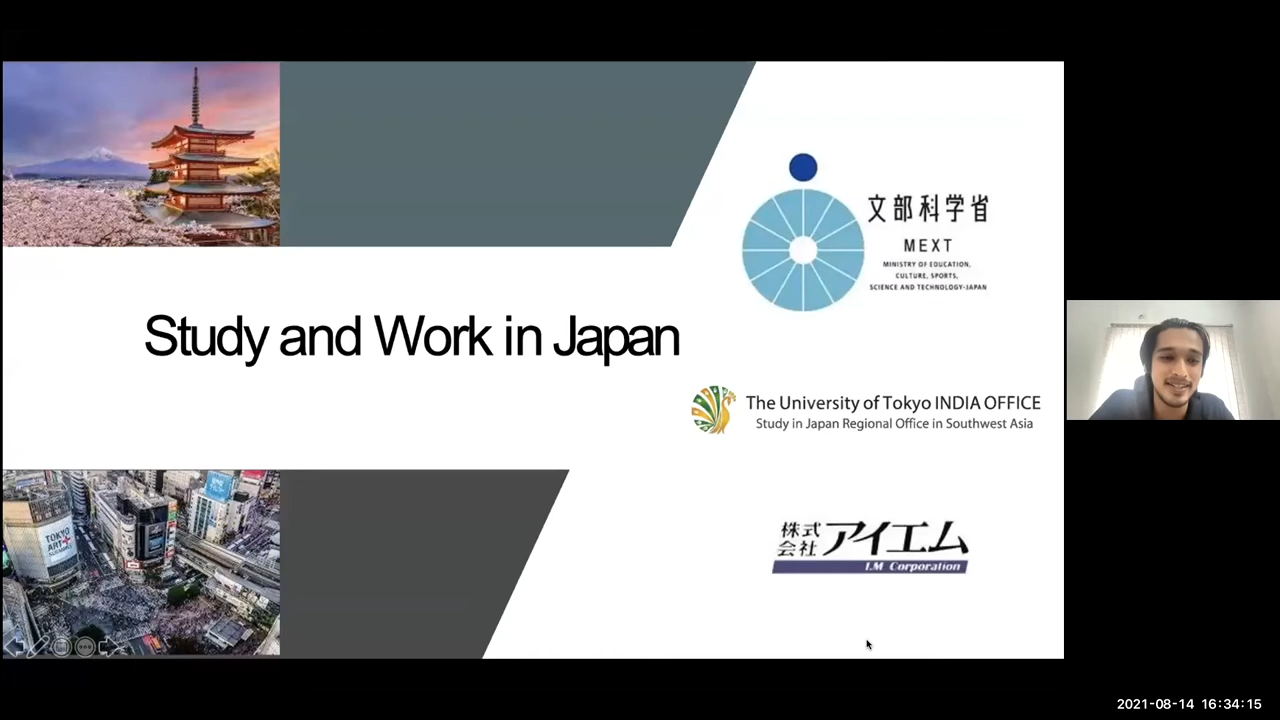 文部科学省
MEXT
MINISTRY OF EDUCATION,
CULTURE, SPORTS,
SCIENCE AND TECHNOLOGY-JAPAN
Study and Work in Japan
The University of Tokyo INDIA OFFICE
Study in Japan Regional Office in Southwest Asia
TOKYO
株式
会社
アイエム
I.M Corporation
2021-08-14 16:34:15